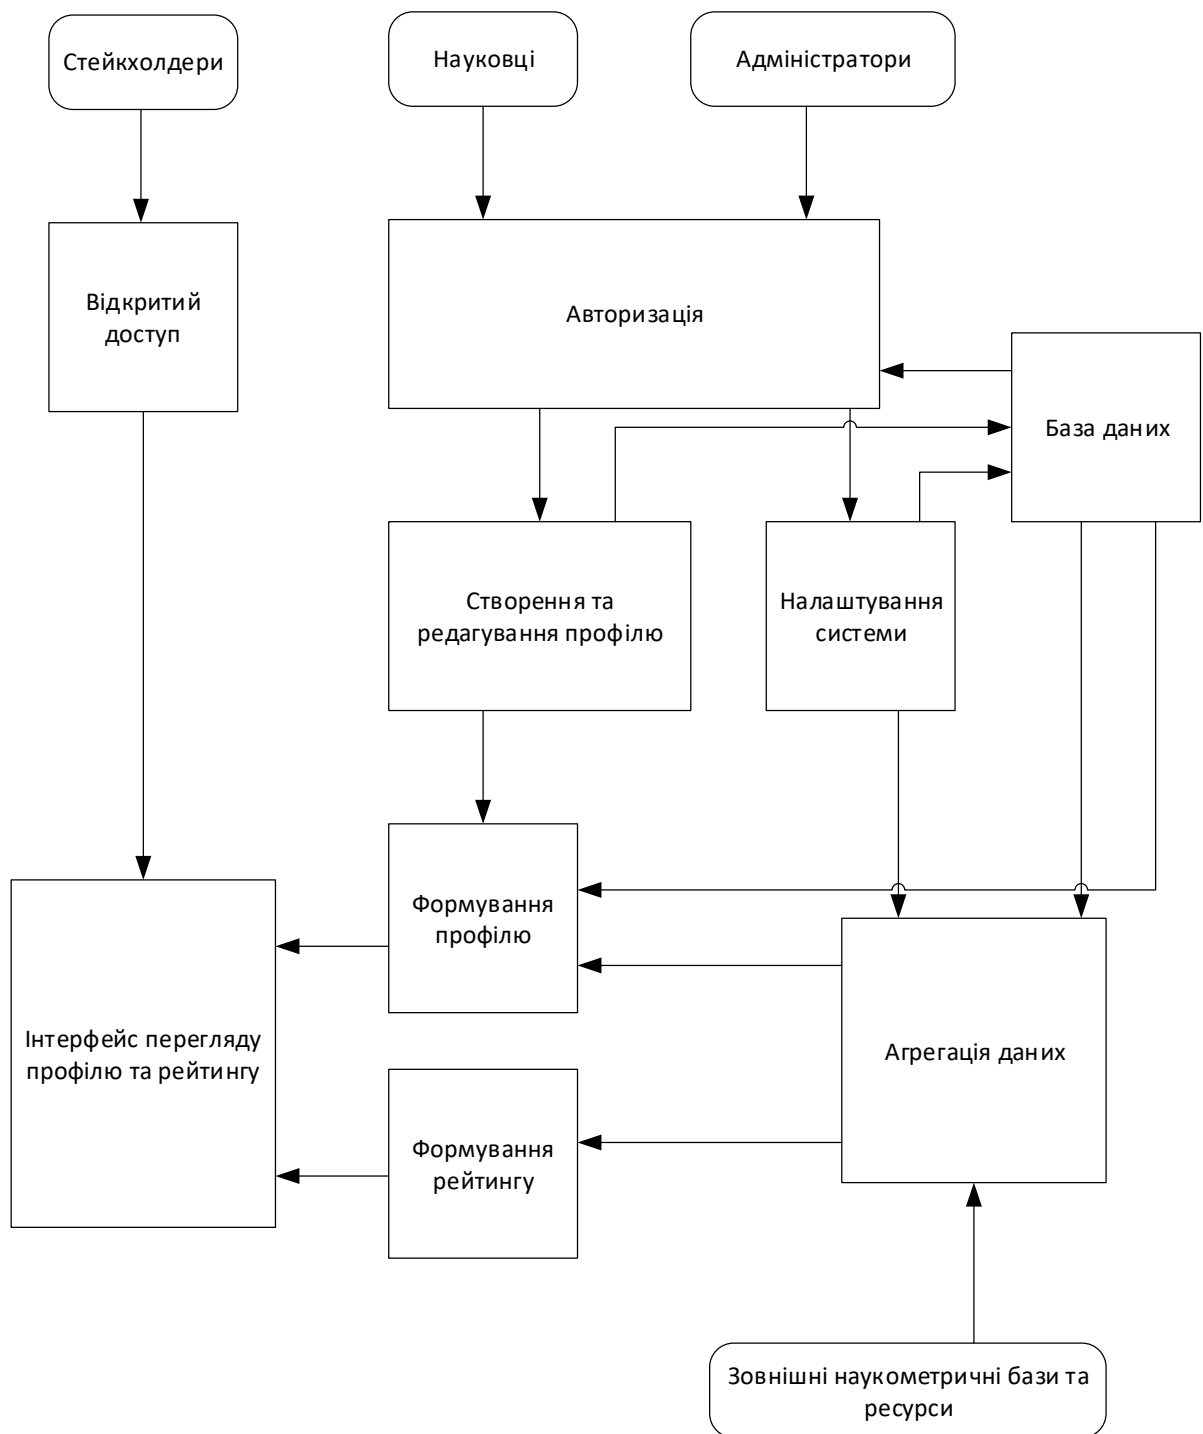 Стейкхолдери
Науковці
Адміністратори
Відкритий
доступ
Авторизація
База даних
Створення та
редагування профілю
Налаштування
системи
Формування
профілю
Інтерфейс перегляду
профілю та рейтингу
Агрегація даних
Формування
рейтингу
Зовнішні наукометричні бази та
ресурси